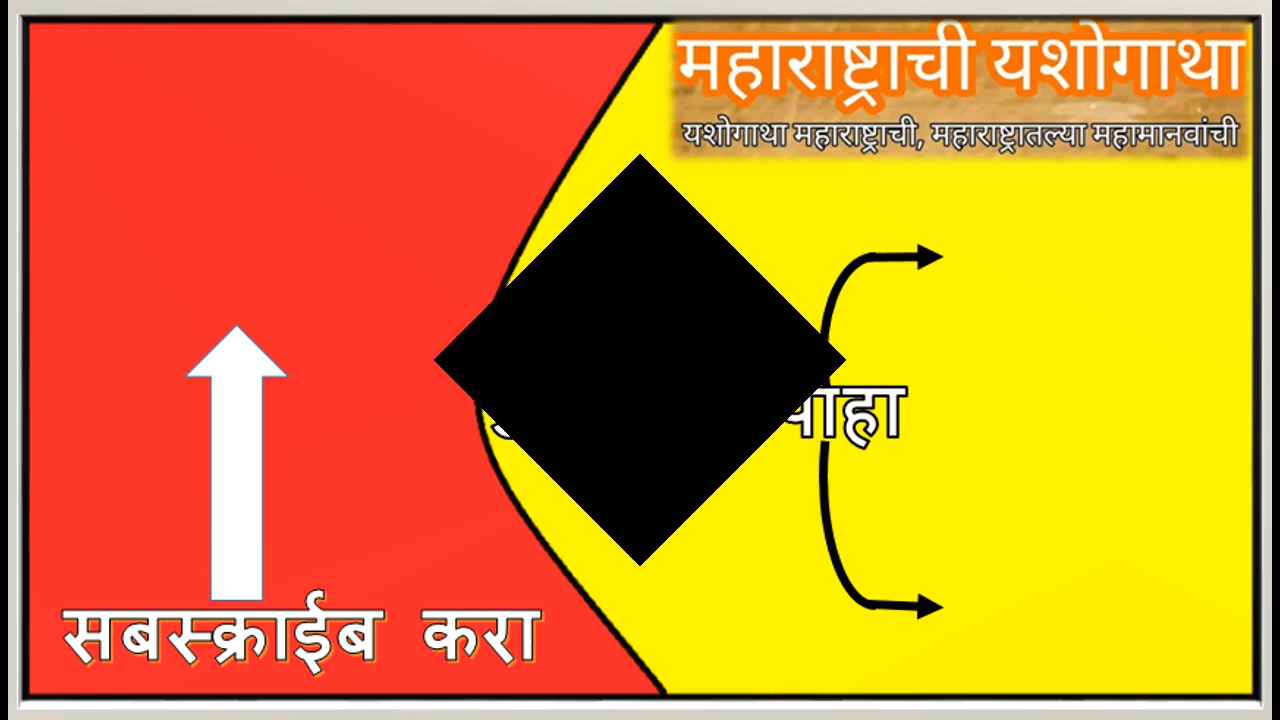 महाराष्ट्राची यशोगाथा
यशोगाथा महाराष्ट्राची, महाराष्ट्रातल्या महामानवांची
सबस्क्राईब करा